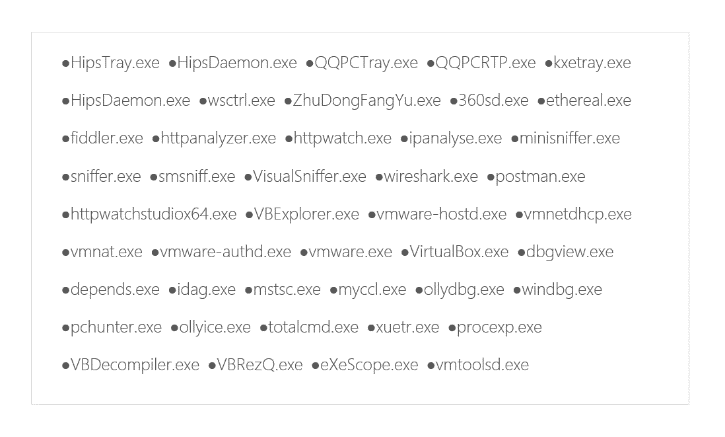 ●HipsTray.exe ●HipsDaemon.exe ●QQPCTray.exe ●QQPCRTP.exe ●kxetray.exe
●HipsDaemon.exe ●wsctrl.exe ●ZhuDongFangYu.exe ●360sd.exe ●ethereal.exe
●fiddler.exe ●httpanalyzer.exe ●httpwatch.exe ●ipanalyse.exe ●minisniffer.exe
●sniffer.exe ●smsniff.exe ●VisualSniffer.exe ●wireshark.exe ●postman.exe
●httpwatchstudiox64.exe ●VBExplorer.exe ●vmware-hostd.exe ●vmnetdhcp.exe
●vmnat.exe ●vmware-authd.exe ●vmware.exe ●VirtualBox.exe ●dbgview.exe
●depends.exe ●idag.exe ●mstsc.exe ●myccl.exe ●ollydbg.exe ●windbg.exe
●pchunter.exe ●ollyice.exe ●totalcmd.exe ●xuetr.exe ●procexp.exe
●VBDecompiler.exe ●VBRezQ.exe ●eXeScope.exe ●vmtoolsd.exe